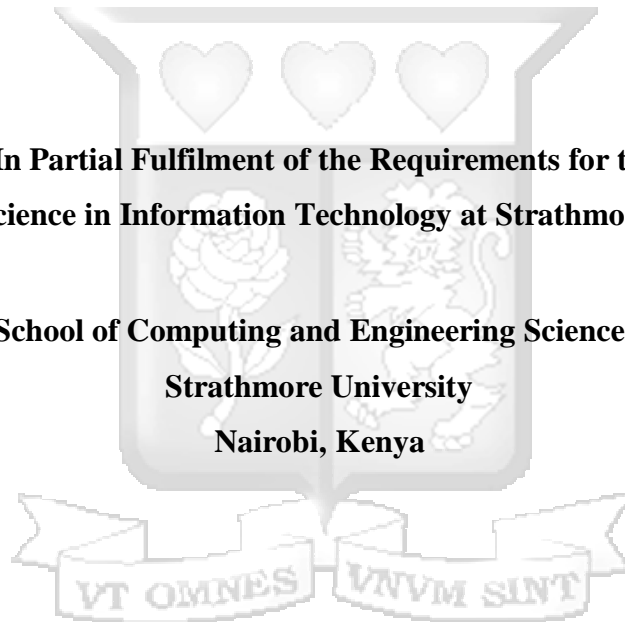 In Partial Fulfilment of the Requirements for t
cience in Information Technology at Strathmo
School of Computing and Engineering Science
Strathmore University
Nairobi, Kenya
VT OMNES VNVM SINT